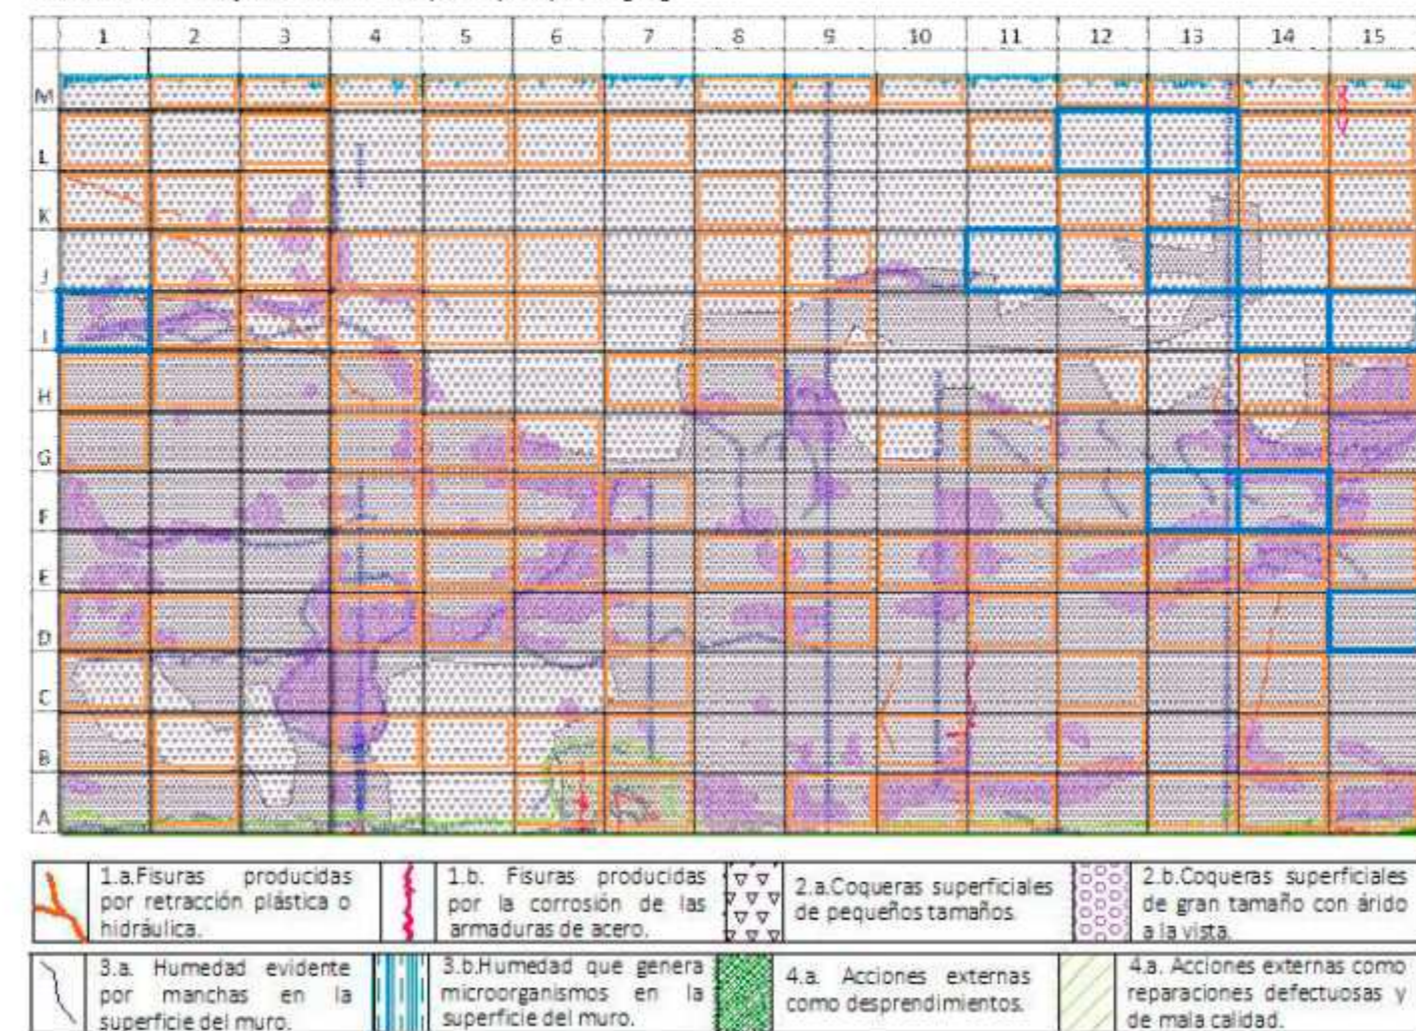 1 2 3 4 5 6 7 8 9 10 11 12 13 14 15
M
L
K
J
I
H
G
F
E
D
C
B
A
1.a.Fisuras producidas
por retracción plástica o
hidráulica.
1.b. Fisuras producidas
por la corrosión de las
armaduras de acero.
2.a.Coqueras superficiales
de pequeños tamaños.
2.b.Coqueras superficiales
de gran tamaño con árido
a la vista.
3.a. Humedad evidente
por manchas en la
superficie del muro.
3.b.Humedad que genera
microorganismos en la
superficie del muro.
4.a. Acciones externas
como desprendimientos.
4.a. Acciones externas como
reparaciones defectuosas y
de mala calidad.